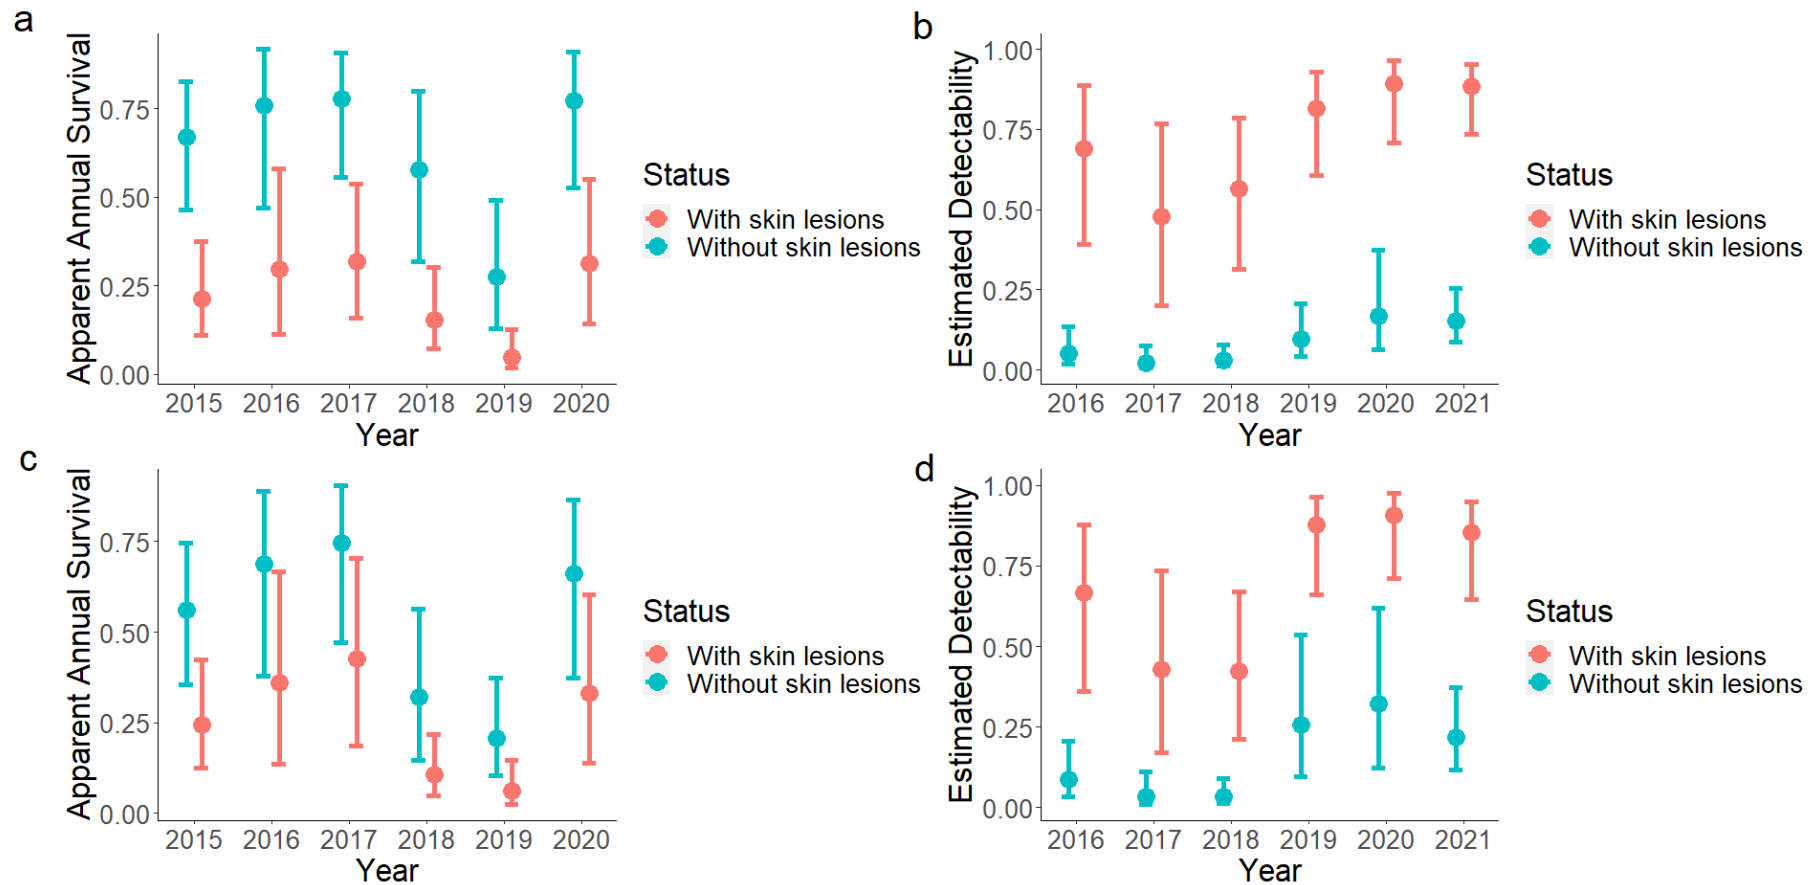 a
Apparent Annual Survival
0.75
0.50
0.25
0.00
2015 2016 2017 2018 2019 2020
Year
Status
With skin lesions
Without skin lesions
b
Estimated Detectability
1.00
0.75
0.50
0.25
0.00
2016 2017 2018 2019 2020 2021
Year
Status
With skin lesions
Without skin lesions
c
Apparent Annual Survival
0.75
0.50
0.25
0.00
2015 2016 2017 2018 2019 2020
Year
Status
With skin lesions
Without skin lesions
d
Estimated Detectability
1.00
0.75
0.50
0.25
0.00
2016 2017 2018 2019 2020 2021
Year
Status
With skin lesions
Without skin lesions